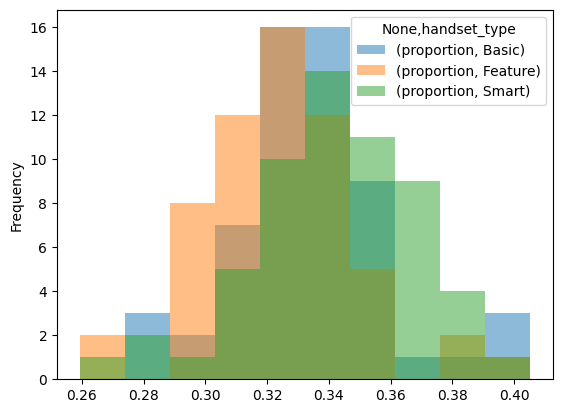 None,handset_type
(proportion, Basic)
(proportion, Feature)
(proportion, Smart)
Frequency
16
14
12
10
8
6
4
2
0
0.26 0.28 0.30 0.32 0.34 0.36 0.38 0.40